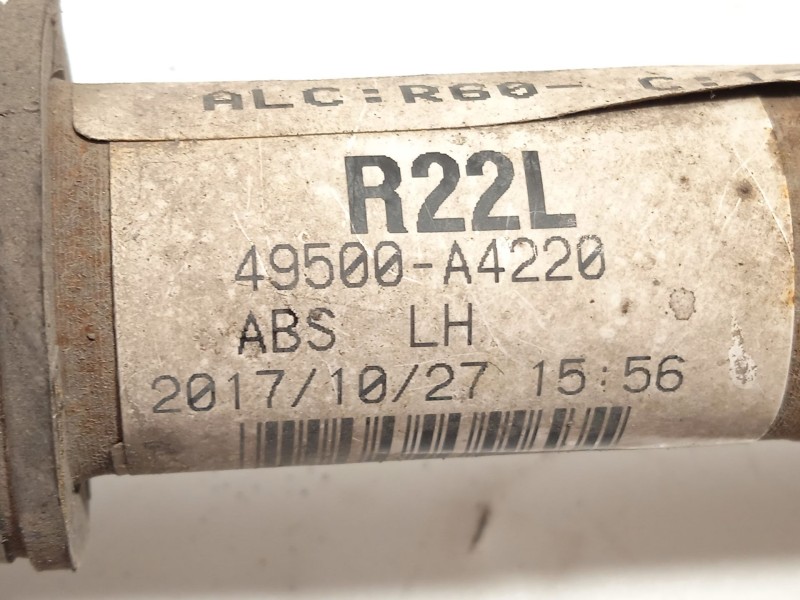 ALC:R60-
R22L
49500-A4220
ABS LH
2017/10/27 15:56